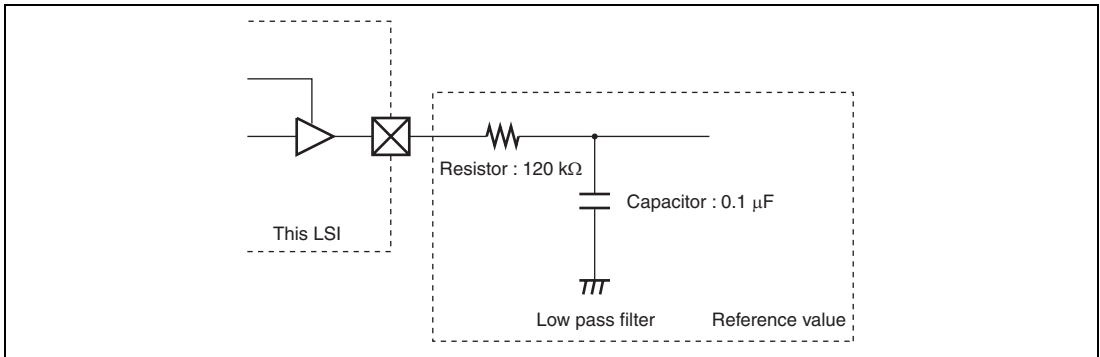 Resistor : 120 kΩ
Capacitor : 0.1 μF
This LSI
Low pass filter
Reference value